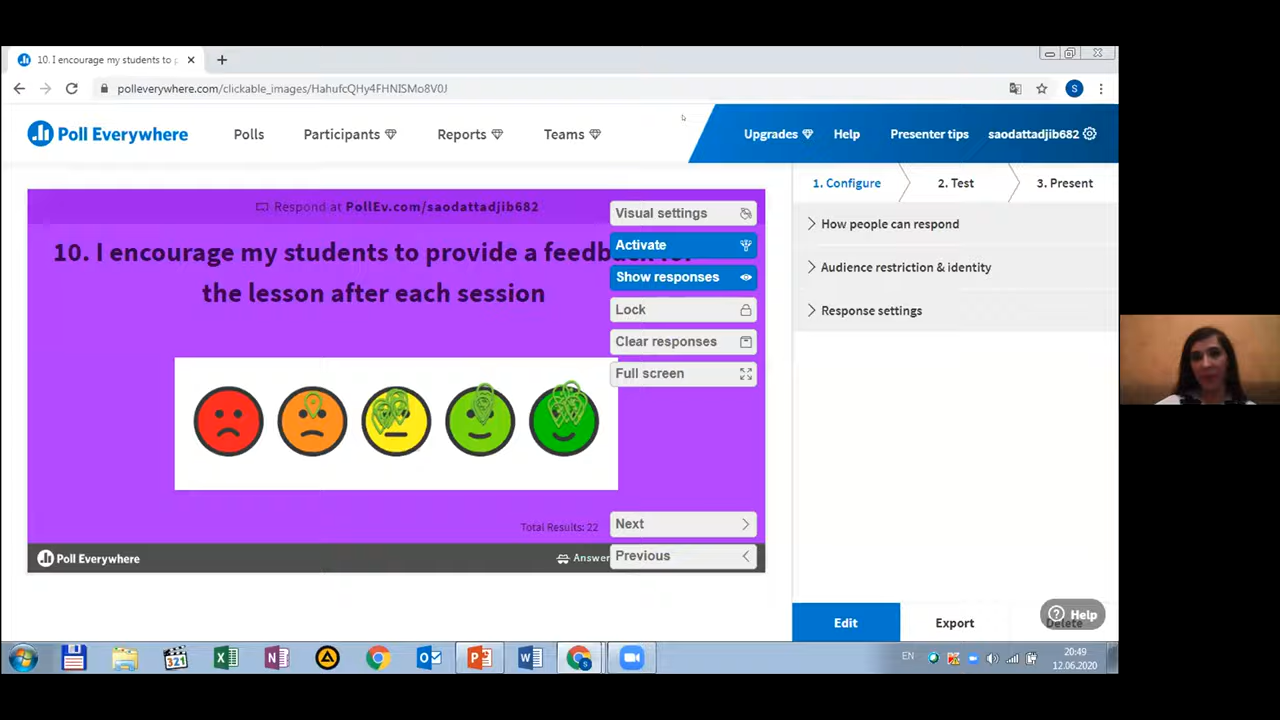 10. I encourage my students to p
polleverywhere.com/clickable_images/HahufcQHy4FHNISMo8V0J
S
Poll Everywhere
Polls
Participants
Reports
Teams
Upgrades
Help
Presenter tips
saodattadjib682
1. Configure
2. Test
3. Present
Respond at PollEv.com/saodattadjib682
10. I encourage my students to provide a feedb
the lesson after each session
Visual settings
Activate
Show responses
Lock
Clear responses
Full screen
How people can respond
Audience restriction & identity
Response settings
Total Results: 22
Next
Previous
Poll Everywhere
Answer
Edit
Export
Delete
Help
321
EN
20:49
12.06.2020